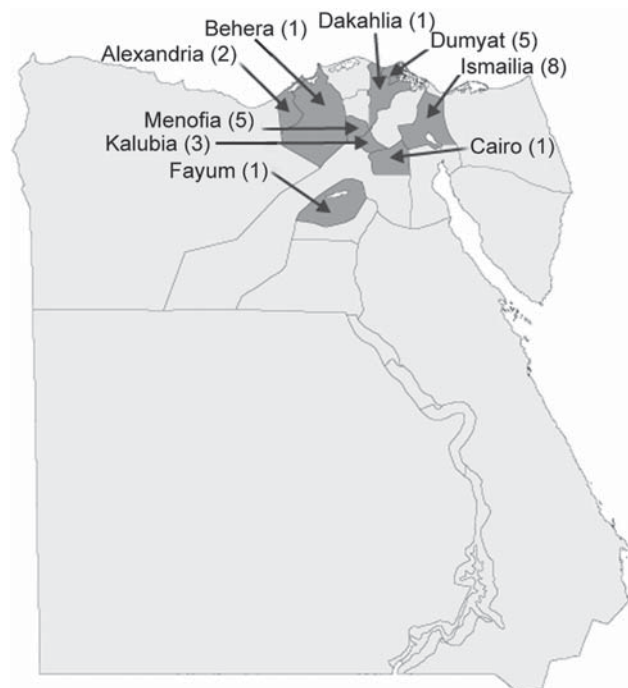 Behera (1)
Dakahlia (1)
Alexandria (2)
Dumyat (5)
Ismailia (8)
Menofia (5)
Kalubia (3)
Cairo (1)
Fayum (1)